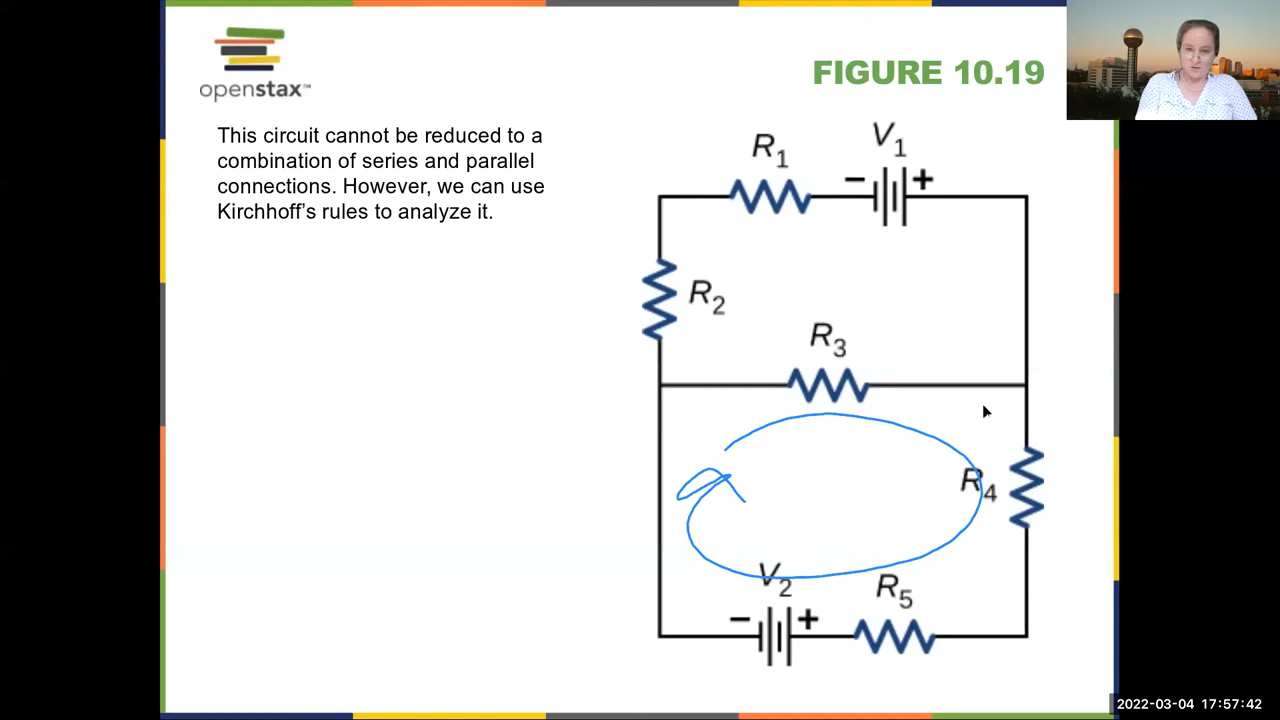 openstax™
FIGURE 10.19
This circuit cannot be reduced to a
combination of series and parallel
connections. However, we can use
Kirchhoff’s rules to analyze it.
R1
V1
− +
R2
R3
R4
V2
R5
− +
2022-03-04 17:57:42